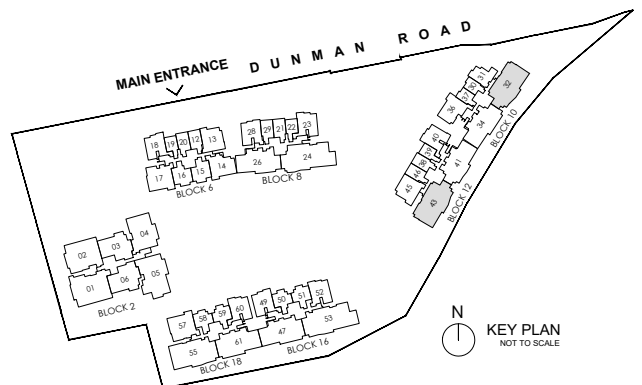 DUNMAN ROAD
MAIN ENTRANCE
18 19 20 12 13
17 16 15 14
BLOCK 6
28 29 21 22 23
26 24
BLOCK 8
31
30
37
36
32
34
BLOCK 10
40
39
38
46
45
41
43
BLOCK 12
02 03 04
01 06 05
BLOCK 2
57 58 59 60
55 61
BLOCK 18
49 50 51 52
47 53
BLOCK 16
N
KEY PLAN
NOT TO SCALE